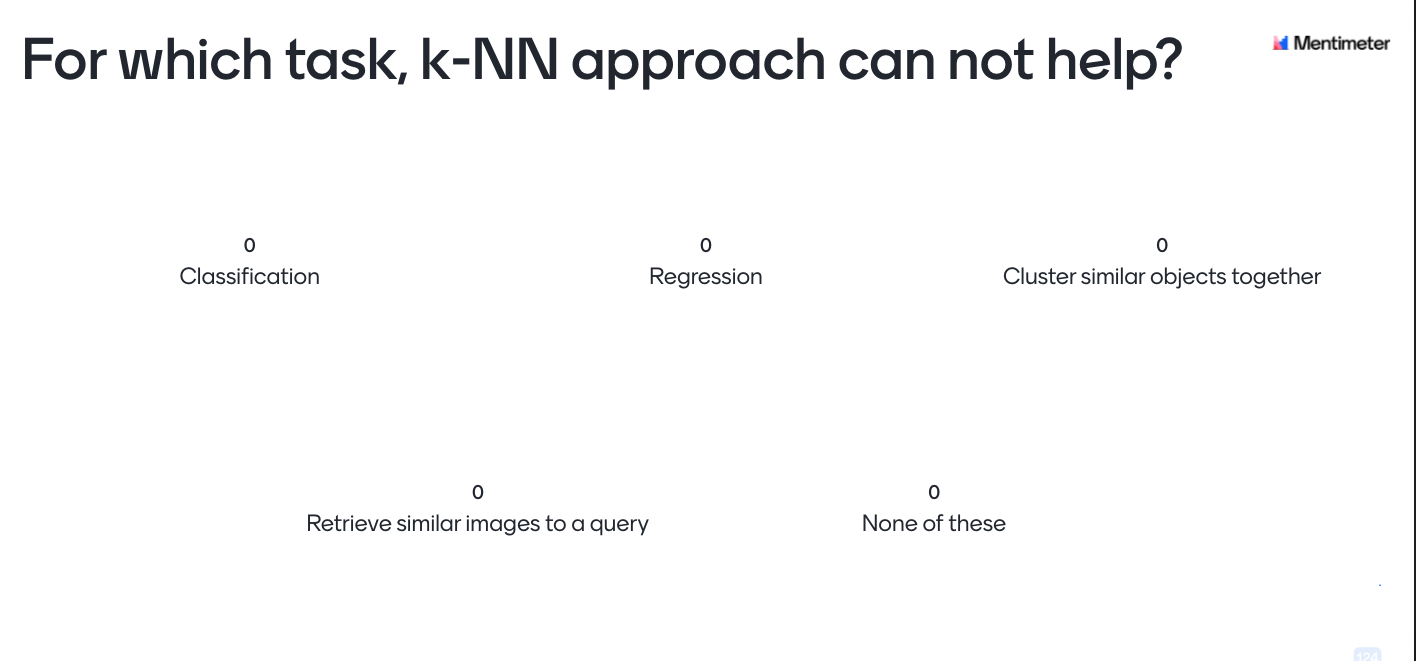 For which task, k-NN approach can not help?
Mentimeter
0
Classification
0
Regression
0
Cluster similar objects together
0
Retrieve similar images to a query
0
None of these
124